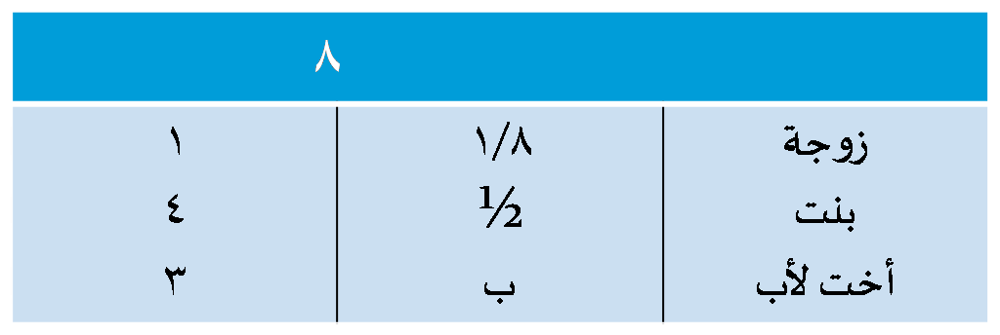 ٨
زوجة ١/٨ ١
بنت ½ ٤
أخت لأب ب ٣